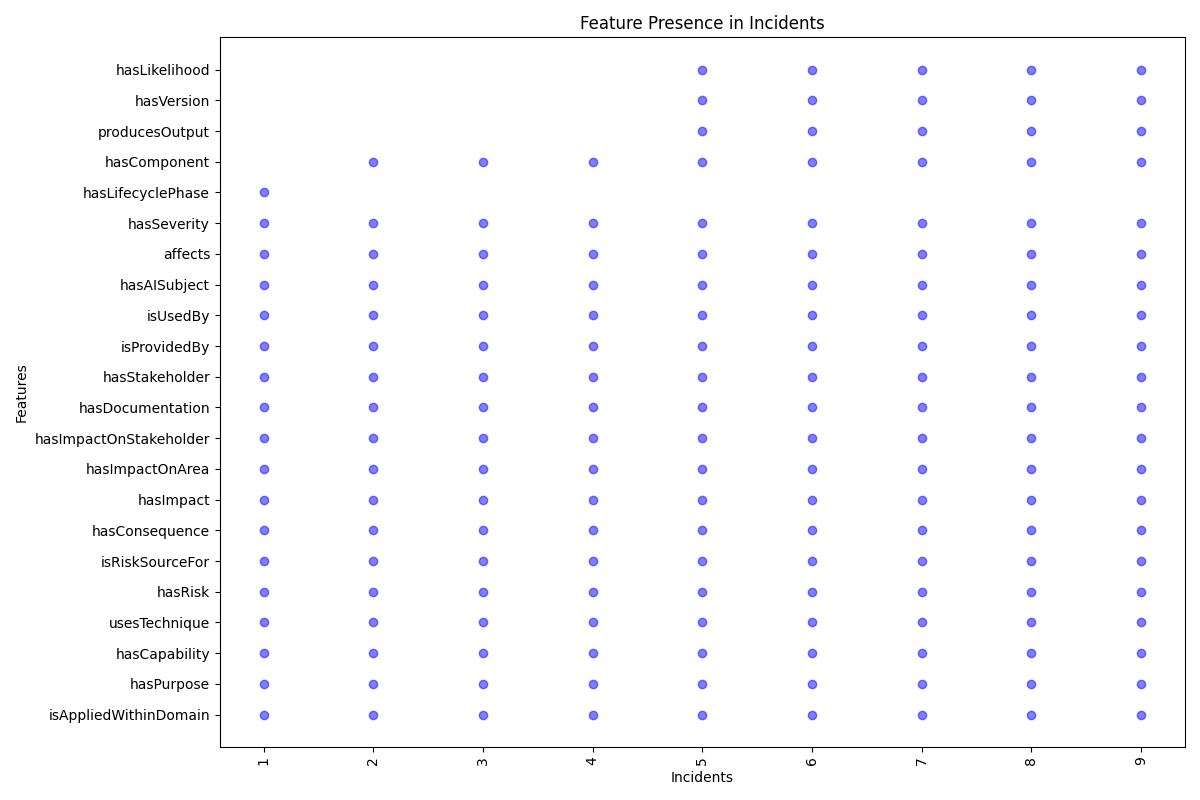 Feature Presence in Incidents
Features
hasLikelihood
hasVersion
producesOutput
hasComponent
hasLifecyclePhase
hasSeverity
affects
hasAISubject
isUsedBy
isProvidedBy
hasStakeholder
hasDocumentation
hasImpactOnStakeholder
hasImpactOnArea
hasImpact
hasConsequence
isRiskSourceFor
hasRisk
usesTechnique
hasCapability
hasPurpose
isAppliedWithinDomain
1 2 3 4 5 6 7 8 9
Incidents